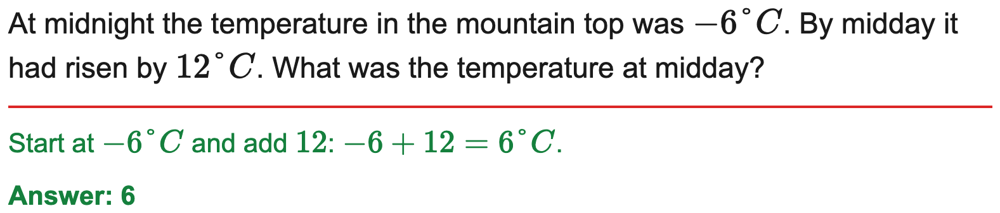 At midnight the temperature in the mountain top was −6°C. By midday it
had risen by 12°C. What was the temperature at midday?
Start at −6°C and add 12: −6 + 12 = 6°C.
Answer: 6